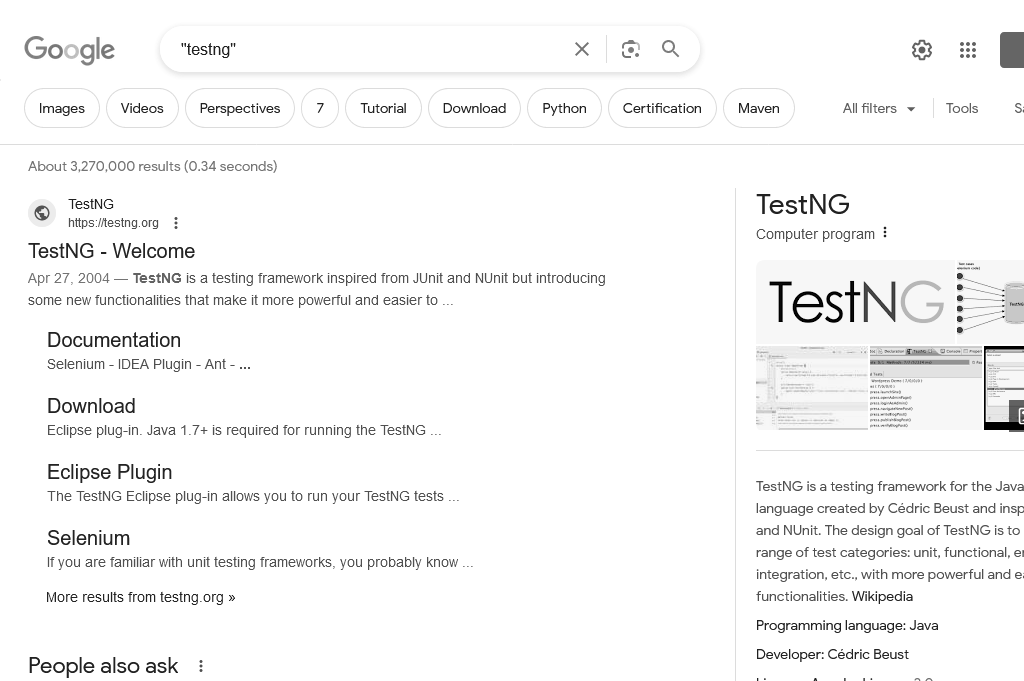 Google
"testng"
Images
Videos
Perspectives
7
Tutorial
Download
Python
Certification
Maven
All filters
Tools
About 3,270,000 results (0.34 seconds)
TestNG
https://testng.org
TestNG - Welcome
Apr 27, 2004 — TestNG is a testing framework inspired from JUnit and NUnit but introducing
some new functionalities that make it more powerful and easier to ...
Documentation
Selenium - IDEA Plugin - Ant - ...
Download
Eclipse plug-in. Java 1.7+ is required for running the TestNG ...
Eclipse Plugin
The TestNG Eclipse plug-in allows you to run your TestNG tests ...
Selenium
If you are familiar with unit testing frameworks, you probably know ...
More results from testng.org »
People also ask
TestNG
Computer program
TestNG
TestNG is a testing framework for the Java
language created by Cédric Beust and insp
and NUnit. The design goal of TestNG is to
range of test categories: unit, functional, e
integration, etc., with more powerful and ea
functionalities. Wikipedia
Programming language: Java
Developer: Cédric Beust